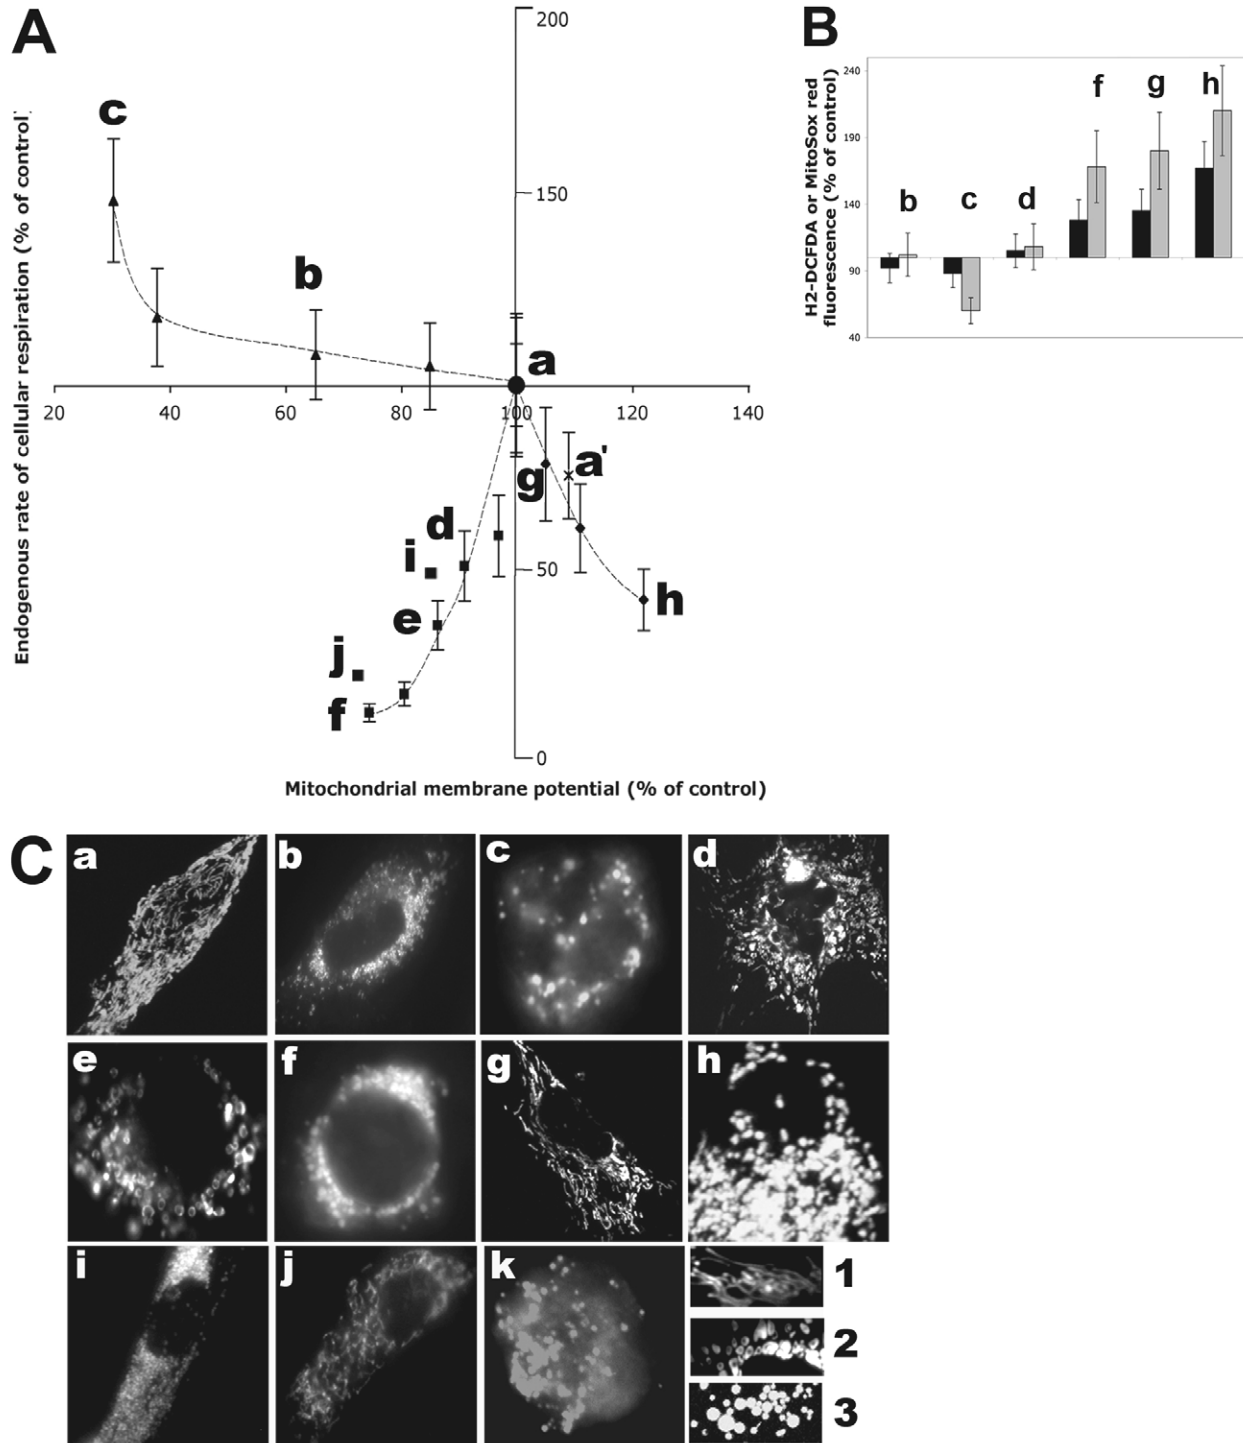 A
B
200
150
50
0
20
40
60
80
100
120
140
c
b
a
g
a'
d
i
e
h
j
f
Endogenous rate of cellular respiration (% of control)
Mitochondrial membrane potential (% of control)
H2-DCFDA or MitoSox red
fluorescence (% of control)
240
190
140
90
40
b
c
d
f
g
h
C
a
b
c
d
e
f
g
h
i
j
k
1
2
3